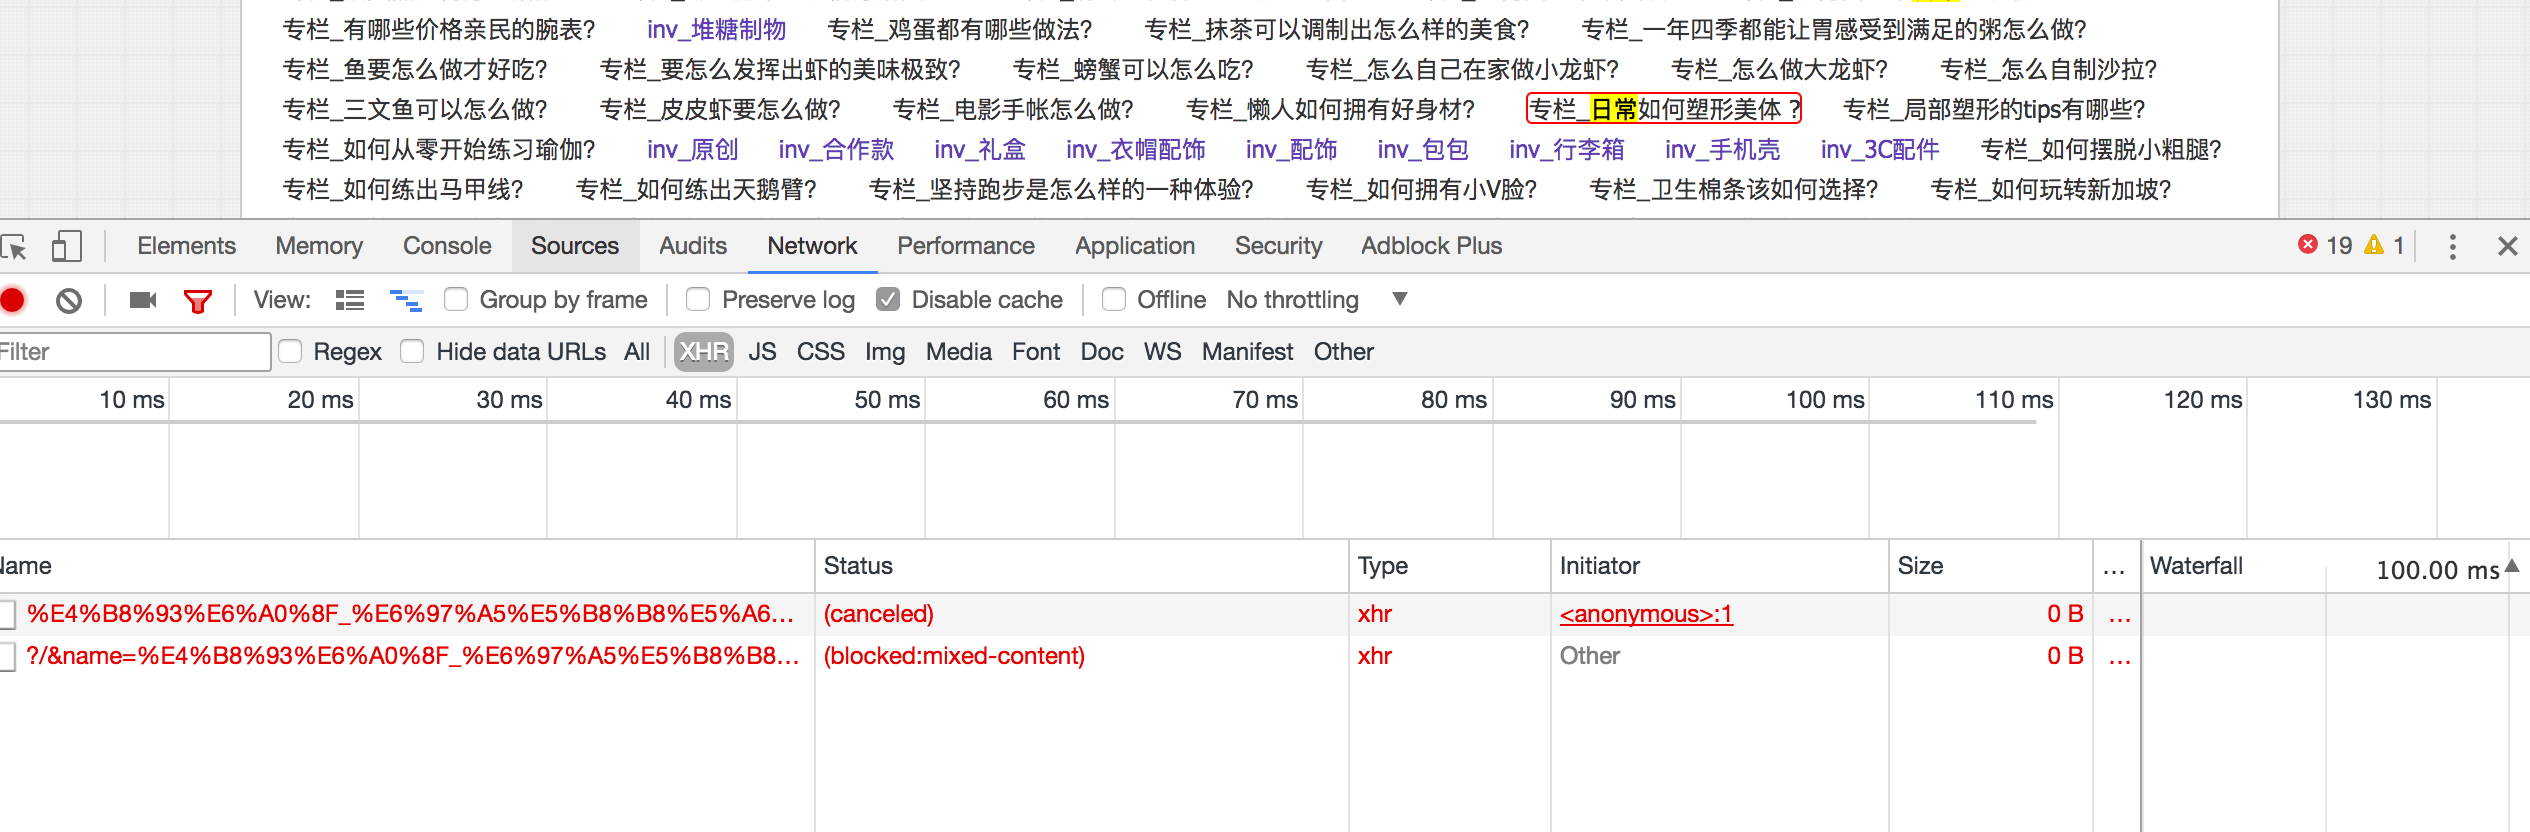 专栏_有哪些价格亲民的腕表? inv_堆糖制物 专栏_鸡蛋都有哪些做法? 专栏_抹茶可以调制出怎么样的美食? 专栏_一年四季都能让胃感受到满足的粥怎么做?
专栏_鱼要怎么做才好吃? 专栏_要怎么发挥出虾的美味极致? 专栏_螃蟹可以怎么吃? 专栏_怎么自己在家做小龙虾? 专栏_怎么做大龙虾? 专栏_怎么自制沙拉?
专栏_三文鱼可以怎么做? 专栏_皮皮虾要怎么做? 专栏_电影手帐怎么做? 专栏_懒人如何拥有好身材? 专栏_日常如何塑形美体 ? 专栏_局部塑形的tips有哪些?
专栏_如何从零开始练习瑜伽? inv_原创 inv_合作款 inv_礼盒 inv_衣帽配饰 inv_配饰 inv_包包 inv_行李箱 inv_手机壳 inv_3C配件 专栏_如何摆脱小粗腿?
专栏_如何练出马甲线? 专栏_如何练出天鹅臂? 专栏_坚持跑步是怎么样的一种体验? 专栏_如何拥有小V脸? 专栏_卫生棉条该如何选择? 专栏_如何玩转新加坡?
Elements Memory Console Sources Audits Network Performance Application Security Adblock Plus 19 1
View: Group by frame Preserve log Disable cache Offline No throttling
Filter Regex Hide data URLs All XHR JS CSS Img Media Font Doc WS Manifest Other
10 ms 20 ms 30 ms 40 ms 50 ms 60 ms 70 ms 80 ms 90 ms 100 ms 110 ms 120 ms 130 ms
Name Status Type Initiator Size ... Waterfall 100.00 ms
%E4%B8%93%E6%A0%8F_%E6%97%A5%E5%B8%B8%E5%A6... (canceled) xhr <anonymous>:1 0 B ...
?/&name=%E4%B8%93%E6%A0%8F_%E6%97%A5%E5%B8%B8... (blocked:mixed-content) xhr Other 0 B ...